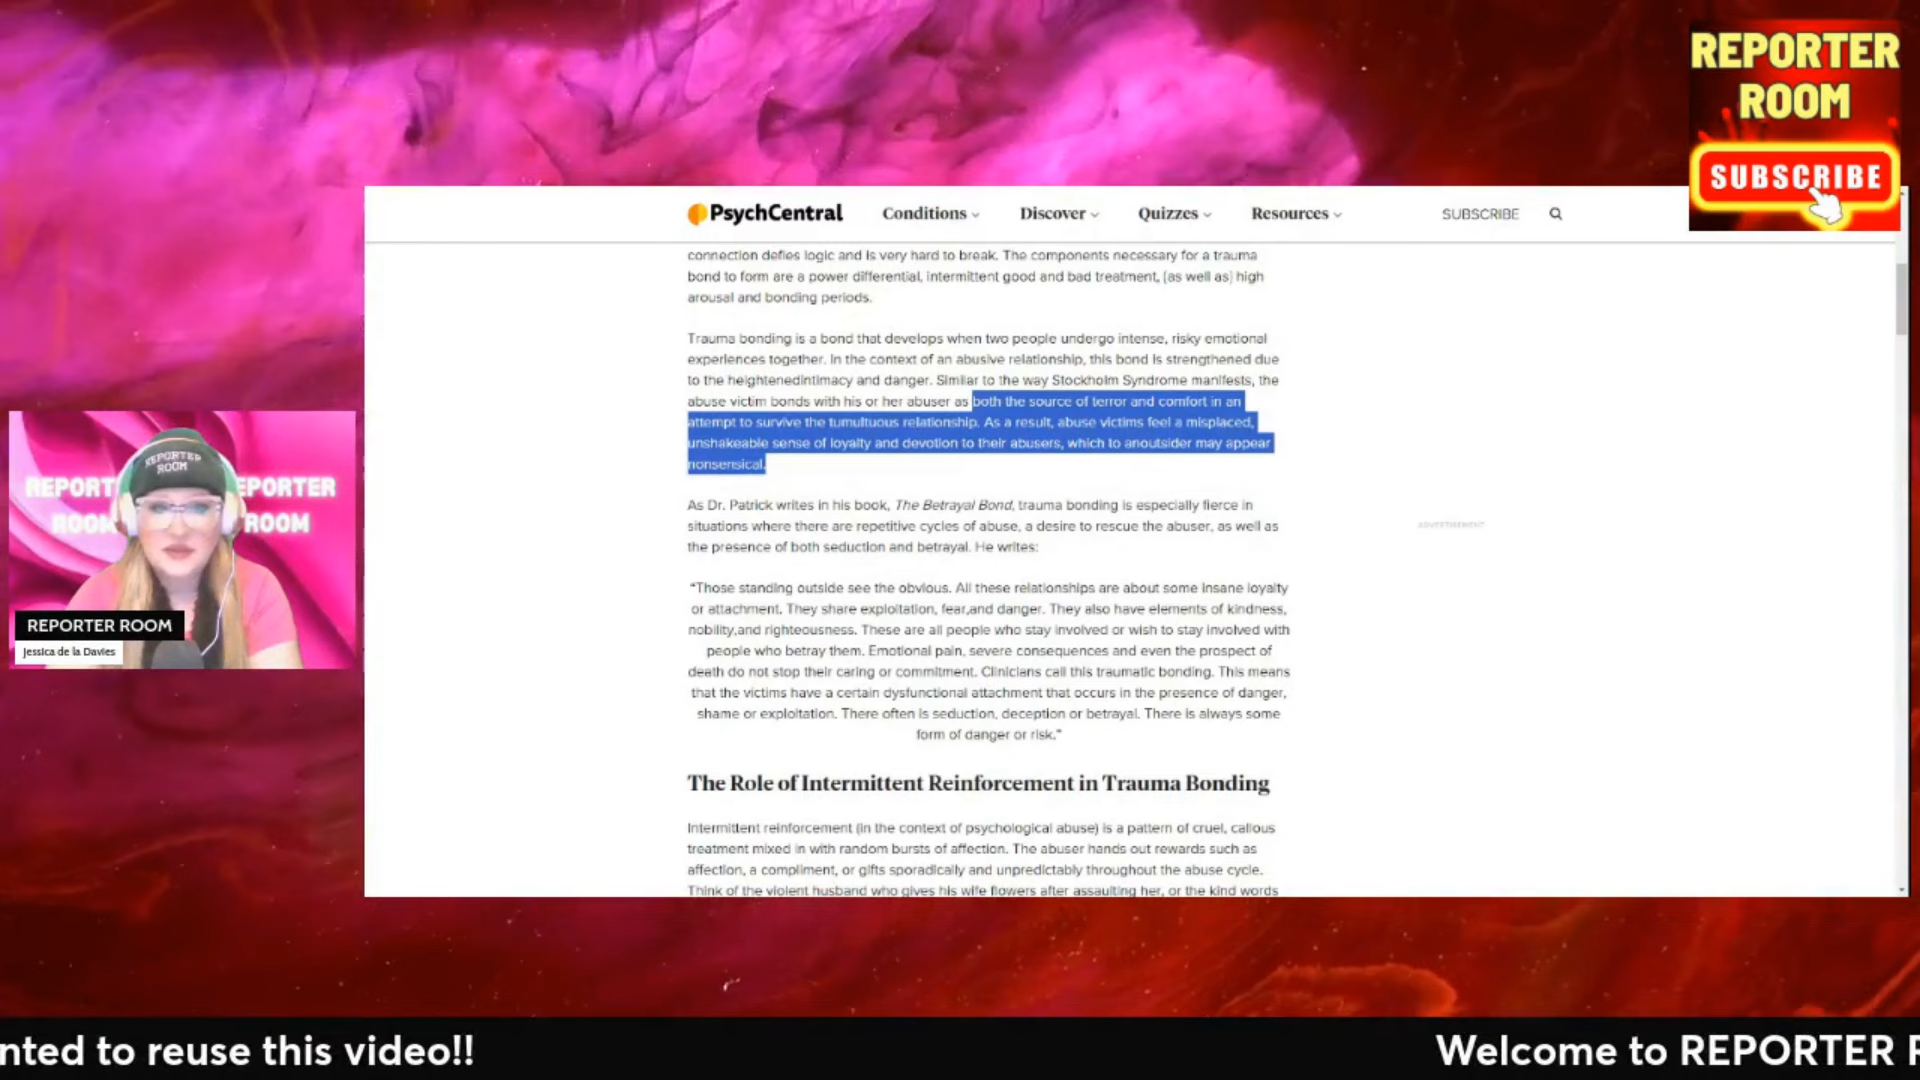 REPORTER
ROOM
SUBSCRIBE
PsychCentral
Conditions
Discover
Quizzes
Resources
SUBSCRIBE
connection defies logic and is very hard to break. The components necessary for a trauma
bond to form are a power differential, intermittent good and bad treatment, [as well as] high
arousal and bonding periods.
Trauma bonding is a bond that develops when two people undergo intense, risky emotional
experiences together. In the context of an abusive relationship, this bond is strengthened due
to the heightenedintimacy and danger. Similar to the way Stockholm Syndrome manifests, the
abuse victim bonds with his or her abuser as both the source of terror and comfort in an
attempt to survive the tumultuous relationship. As a result, abuse victims feel a misplaced,
unshakeable sense of loyalty and devotion to their abusers, which to anoutsider may appear
nonsensical.
As Dr. Patrick writes in his book, The Betrayal Bond, trauma bonding is especially fierce in
situations where there are repetitive cycles of abuse, a desire to rescue the abuser, as well as
the presence of both seduction and betrayal. He writes:
ADVERTISEMENT
“Those standing outside see the obvious. All these relationships are about some insane loyalty
or attachment. They share exploitation, fear,and danger. They also have elements of kindness,
nobility,and righteousness. These are all people who stay involved or wish to stay involved with
people who betray them. Emotional pain, severe consequences and even the prospect of
death do not stop their caring or commitment. Clinicians call this traumatic bonding. This means
that the victims have a certain dysfunctional attachment that occurs in the presence of danger,
shame or exploitation. There often is seduction, deception or betrayal. There is always some
form of danger or risk.”
The Role of Intermittent Reinforcement in Trauma Bonding
Intermittent reinforcement (in the context of psychological abuse) is a pattern of cruel, callous
treatment mixed in with random bursts of affection. The abuser hands out rewards such as
affection, a compliment, or gifts sporadically and unpredictably throughout the abuse cycle.
Think of the violent husband who gives his wife flowers after assaulting her, or the kind words
REPORTER
ROOM
REPORT
ROOM
EPORTER
ROOM
REPORTER ROOM
Jessica de la Davies
nted to reuse this video!!
Welcome to REPORTER R